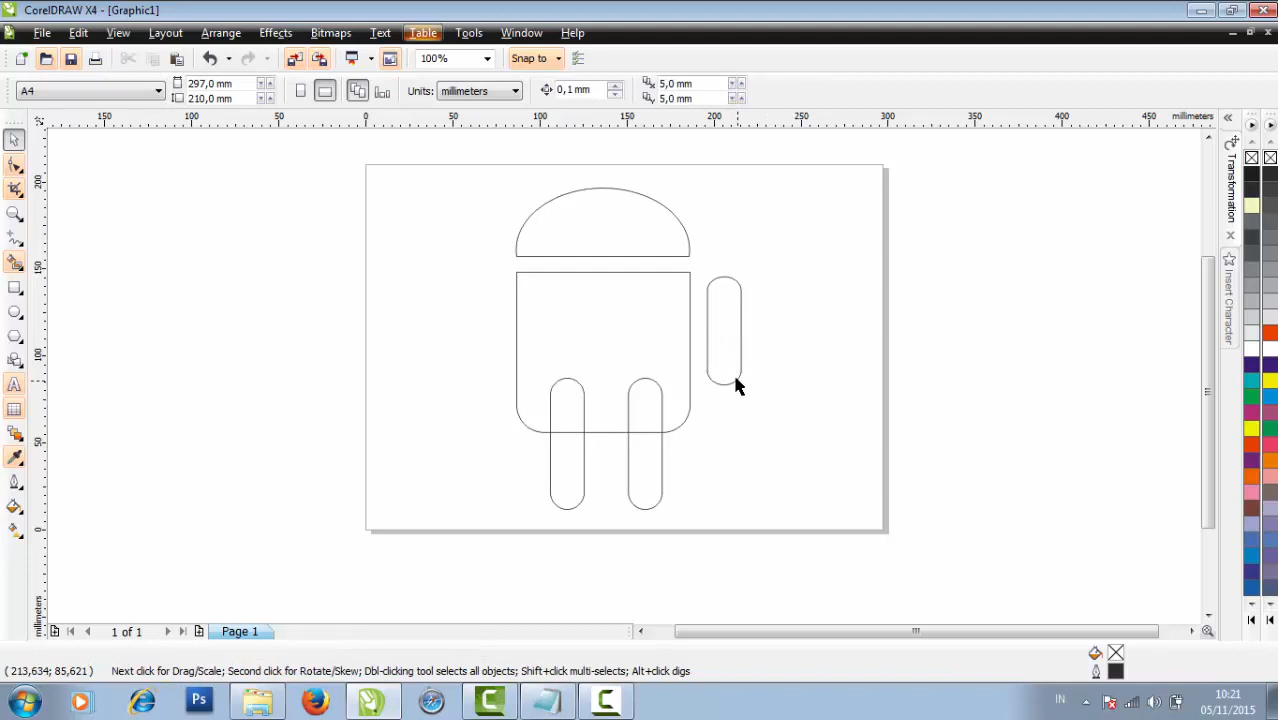 CorelDRAW X4 - [Graphic1]
File Edit View Layout Arrange Effects Bitmaps Text Table Tools Window Help
100% Snap to
A4 297,0 mm 210,0 mm Units: millimeters 0,1 mm 5,0 mm 5,0 mm
150 100 50 0 50 100 150 200 250 300 350 400 450 millimeters
200
150
100
50
0
millimeters
Transformation
Insert Character
1 of 1 Page 1
( 213,634; 85,621 ) Next click for Drag/Scale; Second click for Rotate/Skew; Dbl-clicking tool selects all objects; Shift+click multi-selects; Alt+click digs
Ps IN 10:21
05/11/2015